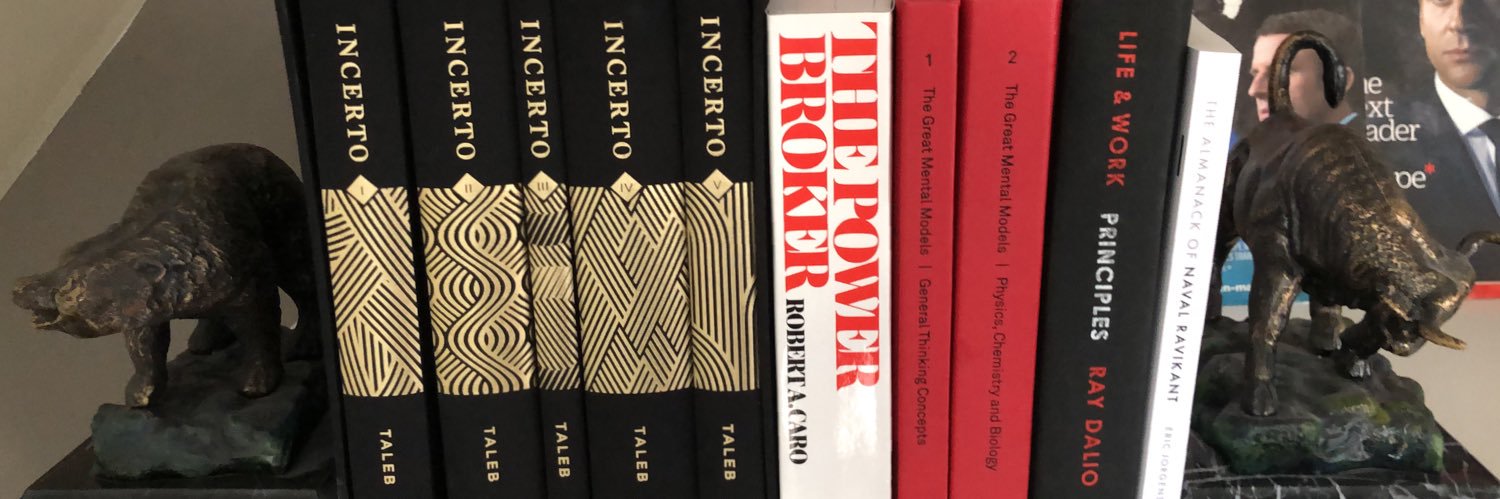 INCERTO I TALEB
INCERTO II TALEB
INCERTO III TALEB
INCERTO IV TALEB
INCERTO V TALEB
THE POWER
BROKER ROBERT A. CARO
1 The Great Mental Models | General Thinking Concepts
2 The Great Mental Models | Physics, Chemistry and Biology
LIFE & WORK PRINCIPLES RAY DALIO
THE ALMANACK OF NAVAL RAVIKANT ERIC JORGENS